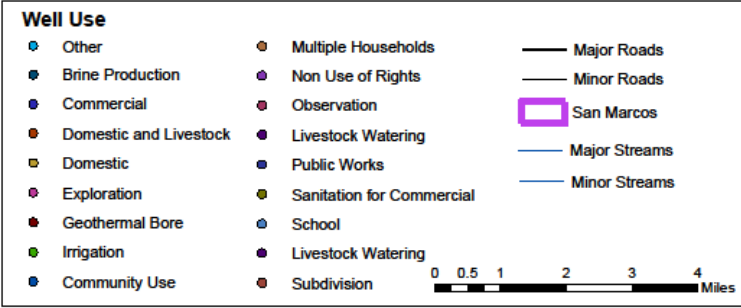 Well Use
Other
Brine Production
Commercial
Domestic and Livestock
Domestic
Exploration
Geothermal Bore
Irrigation
Community Use
Multiple Households
Non Use of Rights
Observation
Livestock Watering
Public Works
Sanitation for Commercial
School
Livestock Watering
Subdivision
Major Roads
Minor Roads
San Marcos
Major Streams
Minor Streams
0 0.5 1 2 3 4
Miles